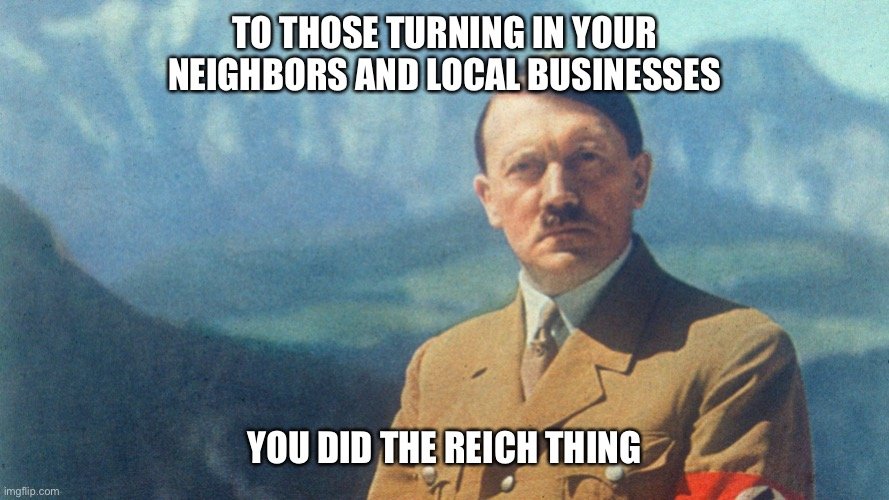 TO THOSE TURNING IN YOUR
NEIGHBORS AND LOCAL BUSINESSES
YOU DID THE REICH THING
imgflip.com